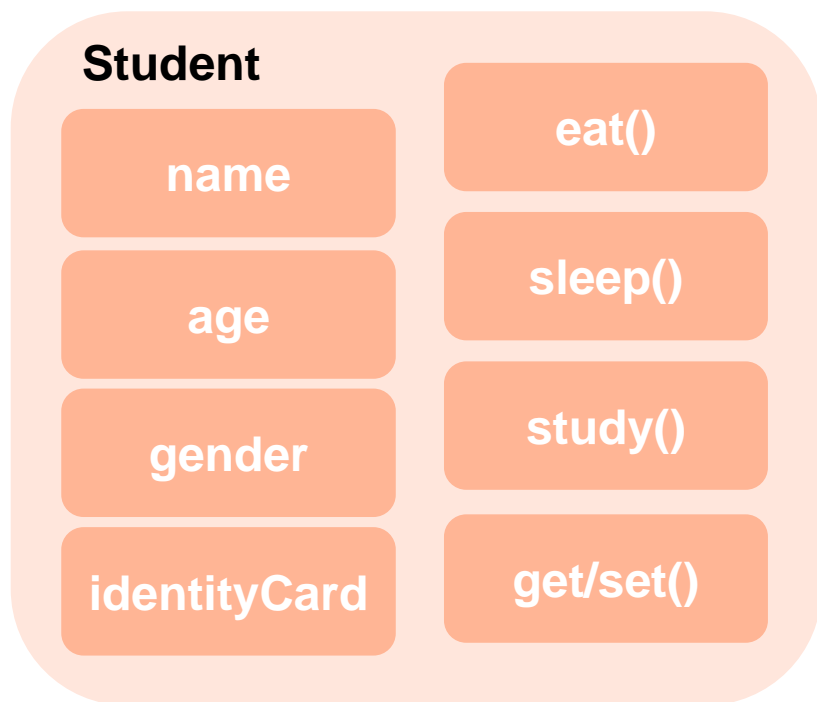 Student
name
age
gender
identityCard
eat()
sleep()
study()
get/set()